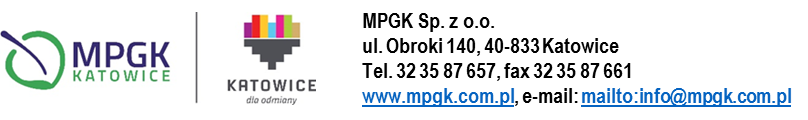 MPGK
KATOWICE
KATOWICE
dla odmiany
MPGK Sp. z o.o.
ul. Obroki 140, 40-833 Katowice
Tel. 32 35 87 657, fax 32 35 87 661
www.mpgk.com.pl, e-mail: mailto:info@mpgk.com.pl